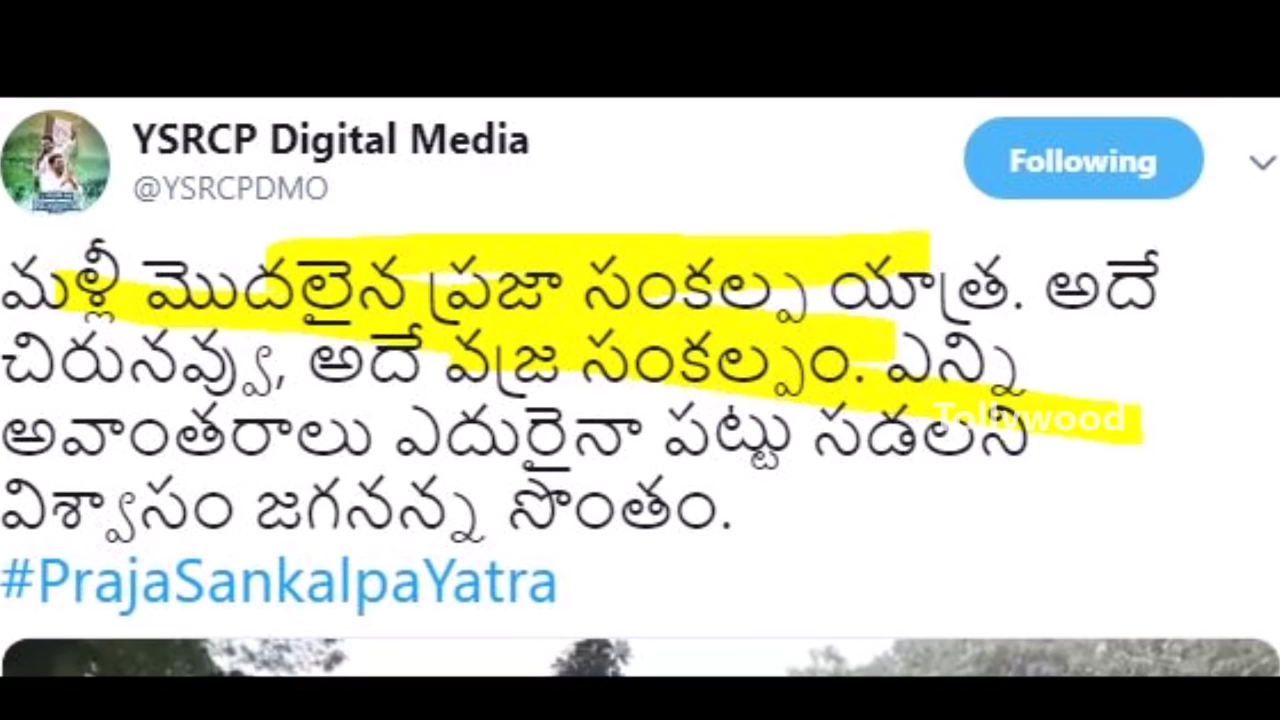 YSRCP Digital Media
@YSRCPDMO
Following
మళ్లీ మొదలైన ప్రజా సంకల్ప యాత్ర. అదే
చిరునవ్వు, అదే వజ్ర సంకల్పం. ఎన్ని
అవాంతరాలు ఎదురైనా పట్టు సడలని
Tollywood
విశ్వాసం జగనన్న సొంతం.
#PrajaSankalpaYatra